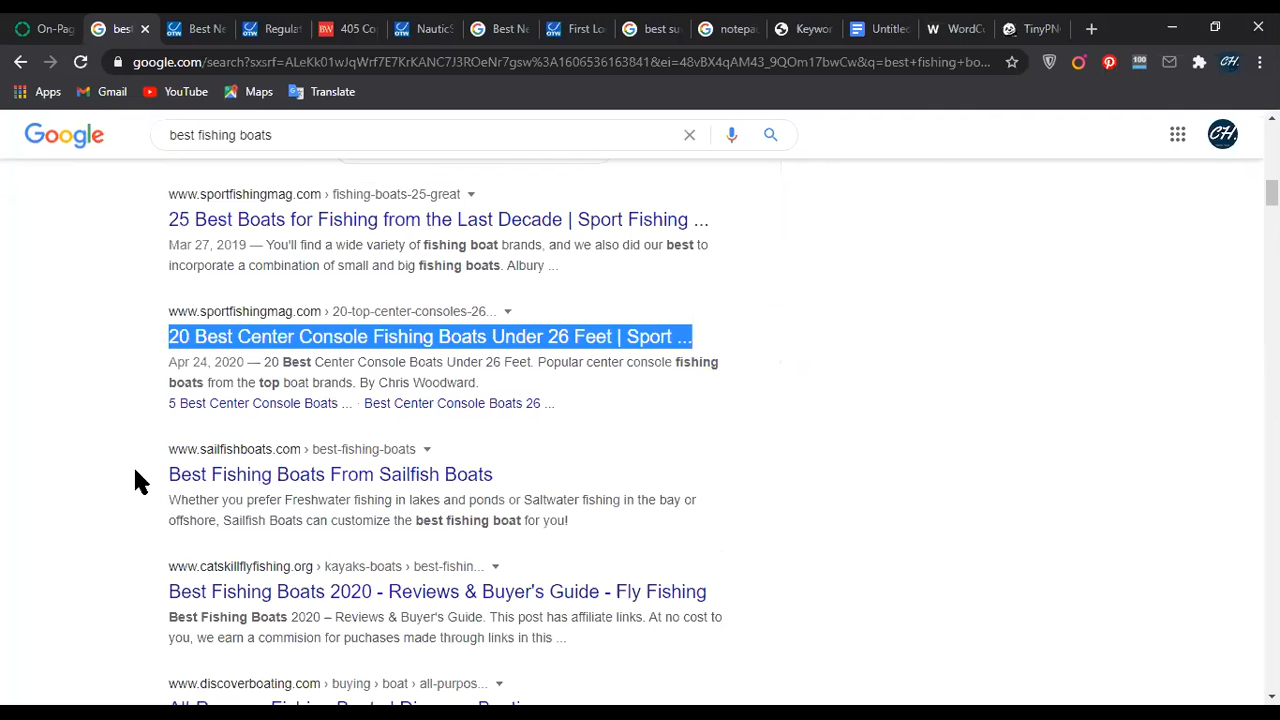 On-Pag
best
Best Ne
Regulat
405 Co
NauticS
Best Ne
First Lo
best su
notepa
Keywor
Untitle
WordC
TinyPN
google.com/search?sxsrf=ALeKk01wJqWrf7E7KrKANC7J3ROeNr7gsw%3A1606536163841&ei=48vBX4qAM43_9QOm17bwCw&q=best+fishing+bo...
100
CH.
Apps
Gmail
YouTube
Maps
Translate
Google
best fishing boats
CH.
www.sportfishingmag.com › fishing-boats-25-great
25 Best Boats for Fishing from the Last Decade | Sport Fishing ...
Mar 27, 2019 — You'll find a wide variety of fishing boat brands, and we also did our best to
incorporate a combination of small and big fishing boats. Albury ...
www.sportfishingmag.com › 20-top-center-consoles-26...
20 Best Center Console Fishing Boats Under 26 Feet | Sport ...
Apr 24, 2020 — 20 Best Center Console Boats Under 26 Feet. Popular center console fishing
boats from the top boat brands. By Chris Woodward.
5 Best Center Console Boats ... · Best Center Console Boats 26 ...
www.sailfishboats.com › best-fishing-boats
Best Fishing Boats From Sailfish Boats
Whether you prefer Freshwater fishing in lakes and ponds or Saltwater fishing in the bay or
offshore, Sailfish Boats can customize the best fishing boat for you!
www.catskillflyfishing.org › kayaks-boats › best-fishin...
Best Fishing Boats 2020 - Reviews & Buyer's Guide - Fly Fishing
Best Fishing Boats 2020 – Reviews & Buyer's Guide. This post has affiliate links. At no cost to
you, we earn a commision for puchases made through links in this ...
www.discoverboating.com › buying › boat › all-purpos...